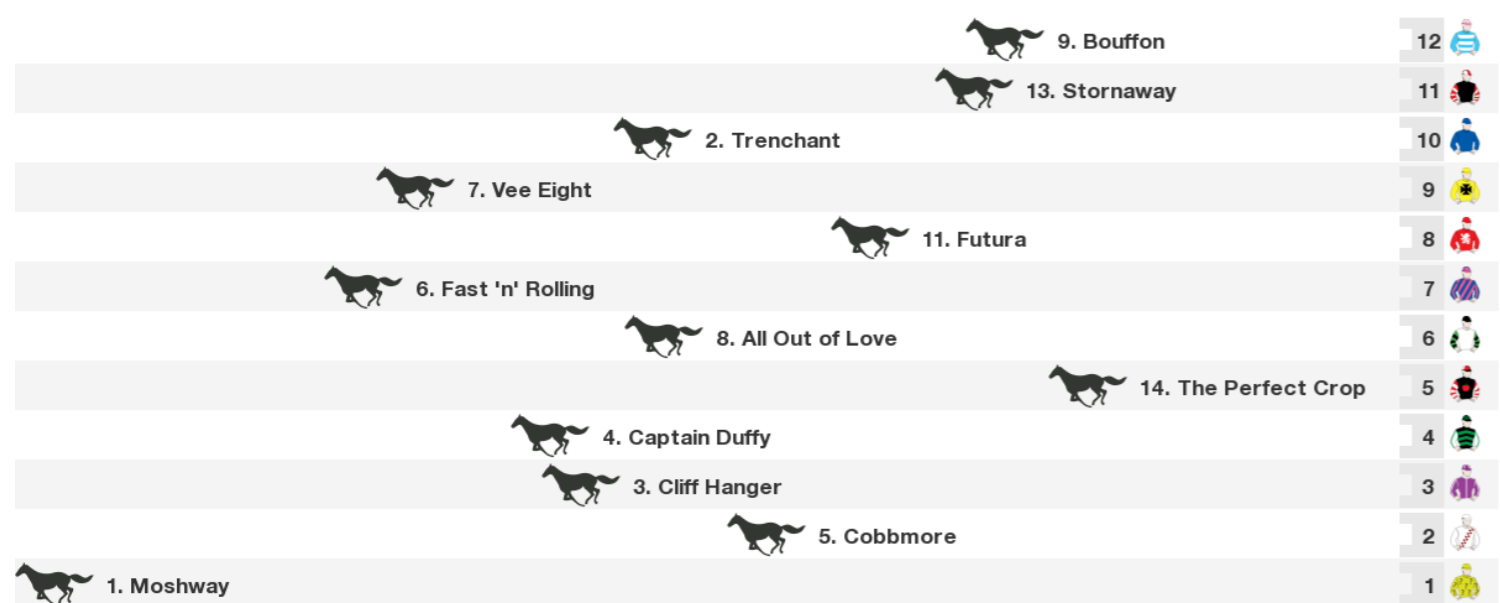 9. Bouffon 12
13. Stornaway 11
2. Trenchant 10
7. Vee Eight 9
11. Futura 8
6. Fast 'n' Rolling 7
8. All Out of Love 6
14. The Perfect Crop 5
4. Captain Duffy 4
3. Cliff Hanger 3
5. Cobbmore 2
1. Moshway 1